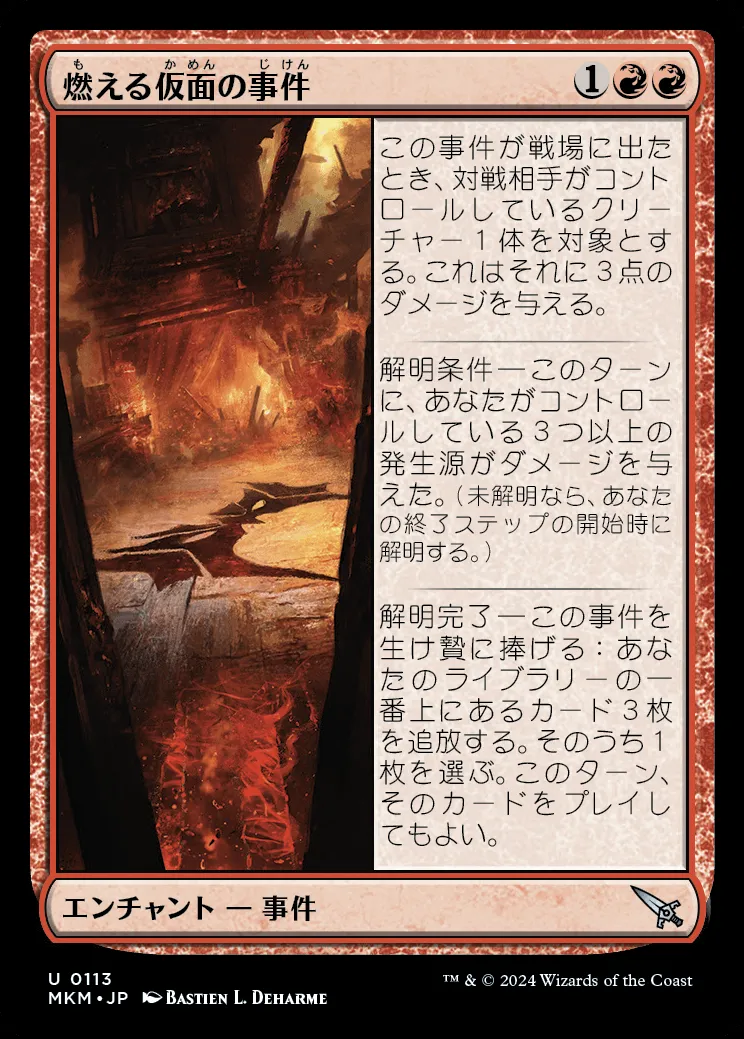 燃える仮面の事件
も かめん じけん
1
この事件が戦場に出た
とき、対戦相手がコント
ロールしているクリー
チャー１体を対象とす
る。これはそれに３点の
ダメージを与える。
解明条件―このターン
に、あなたがコントロー
ルしている３つ以上の
発生源がダメージを与
えた。（未解明なら、あなた
の終了ステップの開始時に
解明する。）
解明完了―この事件を
生け贄に捧げる：あな
たのライブラリーの一
番上にあるカード３枚
を追放する。そのうち１
枚を選ぶ。このターン、
そのカードをプレイし
てもよい。
エンチャント ― 事件
U 0113
MKM • JP Bastien L. Deharme
™ & © 2024 Wizards of the Coast